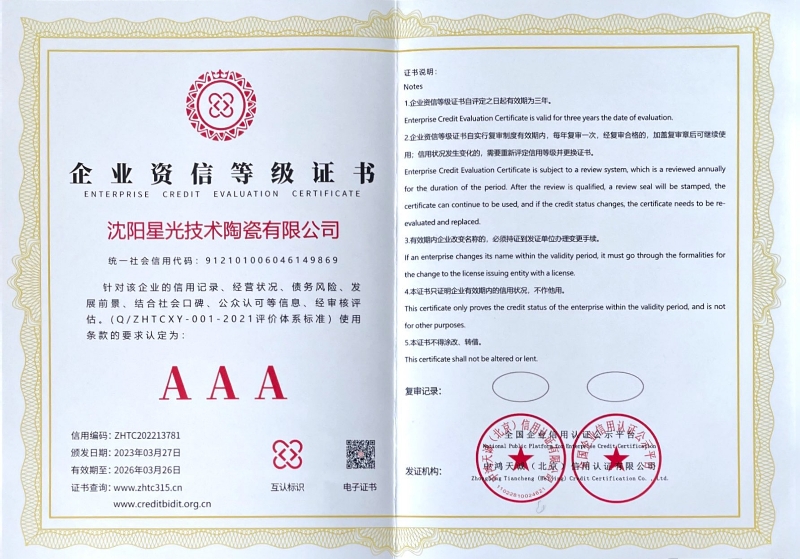 企业资信等级证书
ENTERPRISE CREDIT EVALUATION CERTIFICATE
沈阳星光技术陶瓷有限公司
统一社会信用代码：912101006046149869
针对该企业的信用记录、经营状况、债务风险、发
展前景、结合社会口碑、公众认可等信息、经审核评
估。(Q/ZHTCXY-001-2021评价体系标准) 使用
条款的要求认定为：
AAA
信用编码：ZHTC202213781
颁发日期：2023年03月27日
有效期至：2026年03月26日
证书查询：www.zhtc315.cn
www.creditbidit.org.cn
互认标识
电子证书
证书说明：
Notes
1.企业资信等级证书自评定之日起有效期为三年。
Enterprise Credit Evaluation Certificate is valid for three years the date of evaluation.
2.企业资信等级证书自实行复审制度有效期内，每年复审一次，经复审合格的，加盖复审章后可继续使
用；信用状况发生变化的，需要重新评定信用等级并更换证书。
Enterprise Credit Evaluation Certificate is subject to a review system, which is a reviewed annually
for the duration of the period. After the review is qualified, a review seal will be stamped, the
certificate can continue to be used, and if the credit status changes, the certificate needs to be re-
evaluated and replaced.
3.有效期内企业改变名称的，必须持证到发证单位办理变更手续。
If an enterprise changes its name within the validity period, it must go through the formalities for
the change to the license issuing entity with a license.
4.本证书只证明企业有效期内的信用状况，不作他用。
This certificate only proves the credit status of the enterprise within the validity period, and is not
for other purposes.
5.本证书不得涂改、转借。
This certificate shall not be altered or lent.
复审记录：
全国企业信用认证公示平台
National Public Platform for Enterprise Credit Certification
发证机构：
中鸿天诚（北京）信用认证有限公司
Zhonghong Tiancheng (Beijing) Credit Certification Co., Ltd.